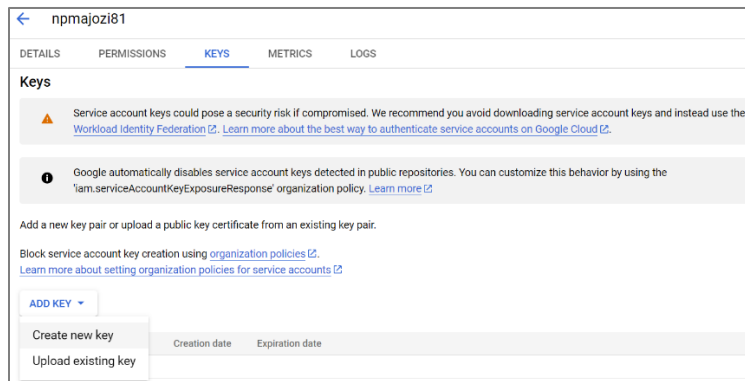 npmajozi81
DETAILS PERMISSIONS KEYS METRICS LOGS
Keys
Service account keys could pose a security risk if compromised. We recommend you avoid downloading service account keys and instead use the
Workload Identity Federation. Learn more about the best way to authenticate service accounts on Google Cloud.
Google automatically disables service account keys detected in public repositories. You can customize this behavior by using the
'iam.serviceAccountKeyExposureResponse' organization policy. Learn more
Add a new key pair or upload a public key certificate from an existing key pair.
Block service account key creation using organization policies.
Learn more about setting organization policies for service accounts
ADD KEY
Create new key
Creation date Expiration date
Upload existing key